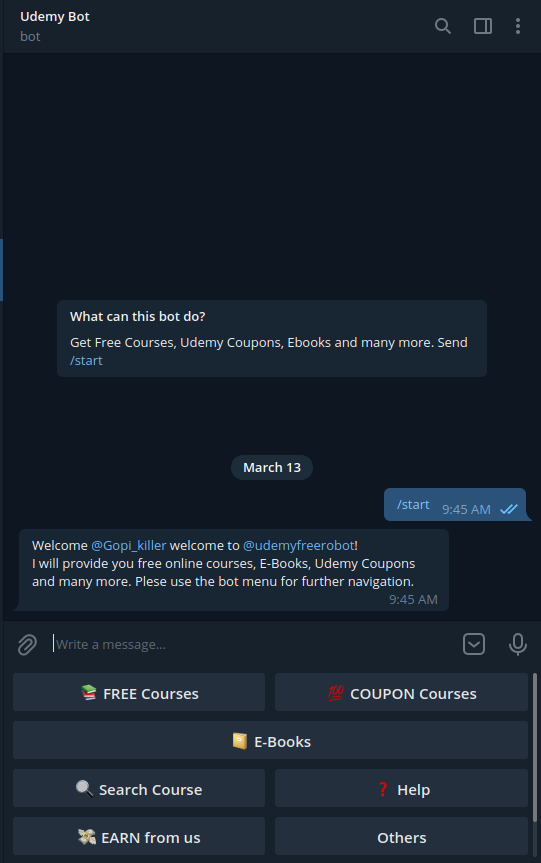 Udemy Bot
bot
What can this bot do?
Get Free Courses, Udemy Coupons, Ebooks and many more. Send
/start
March 13
/start 9:45 AM
Welcome @Gopi_killer welcome to @udemyfreerobot!
I will provide you free online courses, E-Books, Udemy Coupons
and many more. Plese use the bot menu for further navigation.
9:45 AM
Write a message...
📚 FREE Courses
💯 COUPON Courses
📒 E-Books
🔍 Search Course
❓ Help
💸 EARN from us
Others